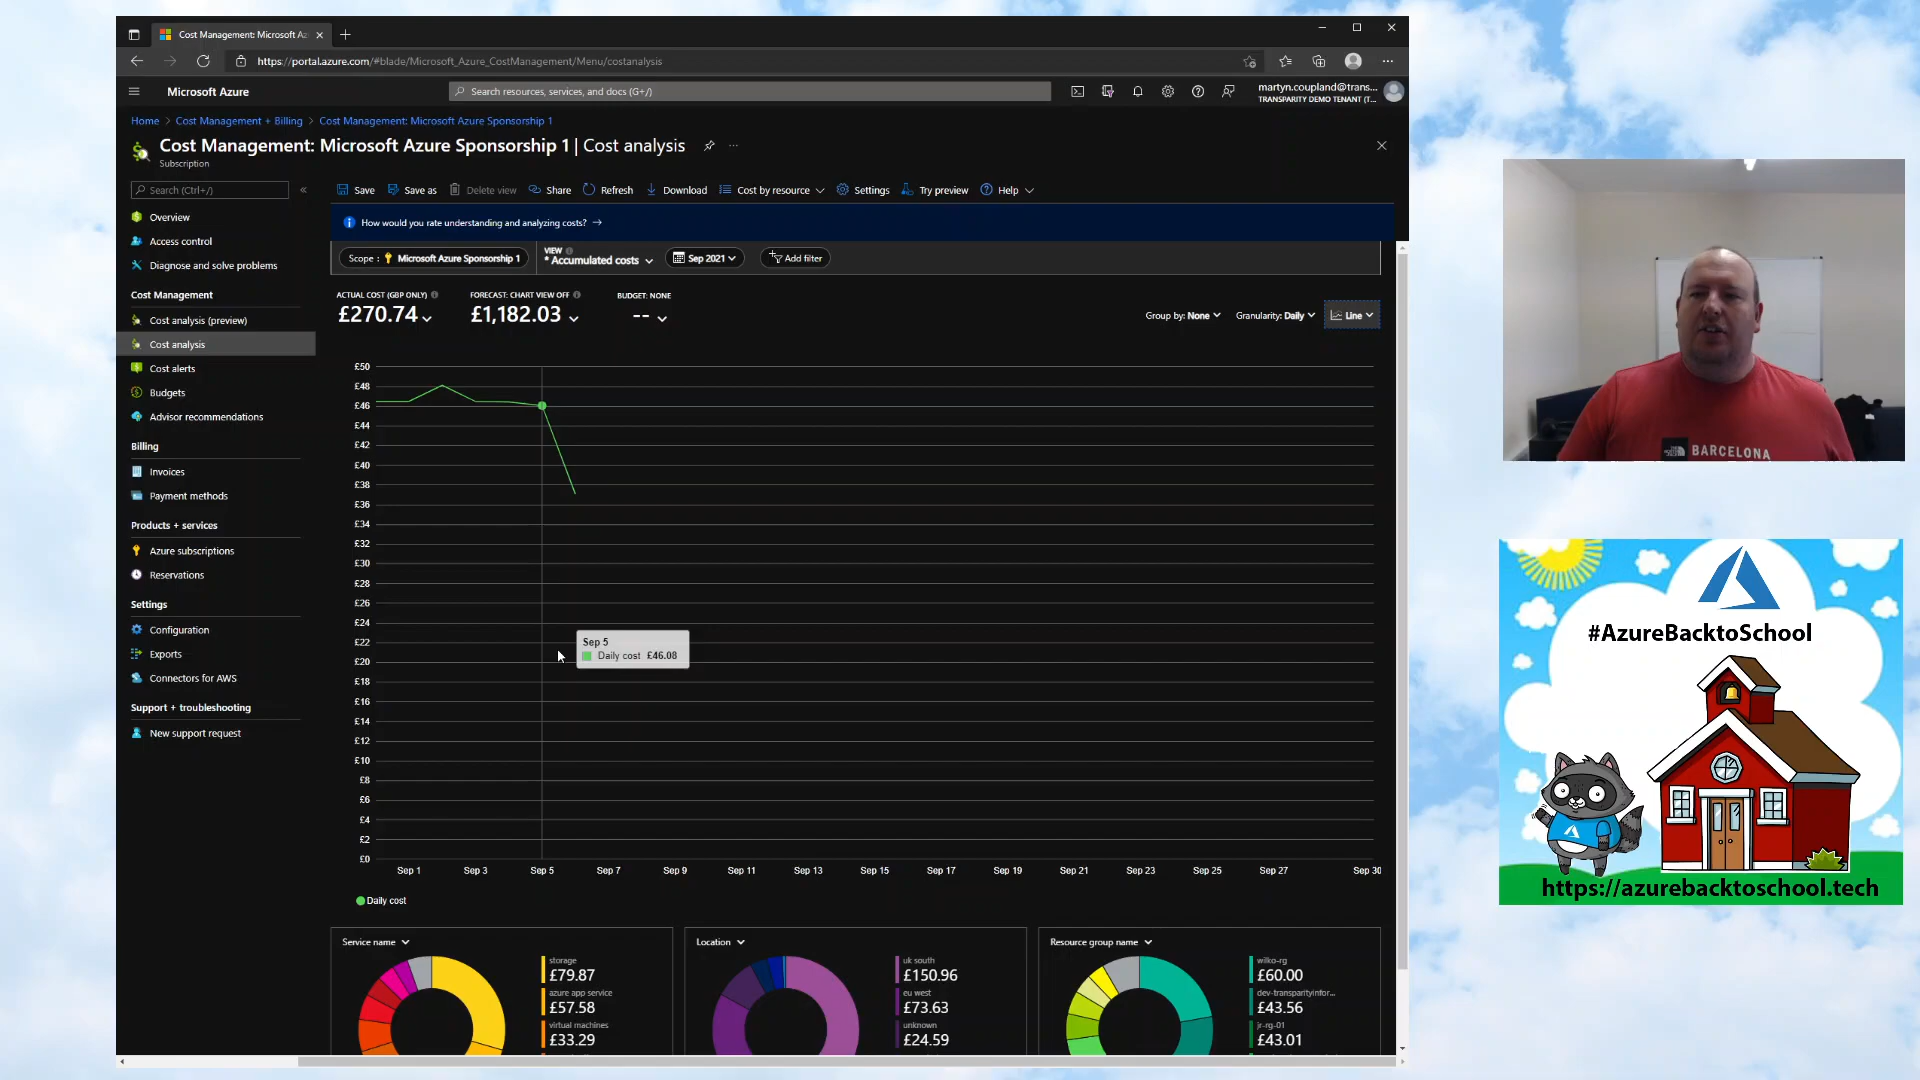 Cost Management: Microsoft Az
https://portal.azure.com/#blade/Microsoft_Azure_CostManagement/Menu/costanalysis
Microsoft Azure
Search resources, services, and docs (G+/)
martyn.coupland@trans...
TRANSPARITY DEMO TENANT (T...
Home > Cost Management + Billing > Cost Management: Microsoft Azure Sponsorship 1
Cost Management: Microsoft Azure Sponsorship 1 | Cost analysis
Subscription
Search (Ctrl+/)
Overview
Access control
Diagnose and solve problems
Cost Management
Cost analysis (preview)
Cost analysis
Cost alerts
Budgets
Advisor recommendations
Billing
Invoices
Payment methods
Products + services
Azure subscriptions
Reservations
Settings
Configuration
Exports
Connectors for AWS
Support + troubleshooting
New support request
Save Save as Delete view Share Refresh Download Cost by resource Settings Try preview Help
How would you rate understanding and analyzing costs? →
Scope : Microsoft Azure Sponsorship 1
VIEW
* Accumulated costs
Sep 2021
Add filter
ACTUAL COST (GBP ONLY)
£270.74
FORECAST: CHART VIEW OFF
£1,182.03
BUDGET: NONE
--
Group by: None
Granularity: Daily
Line
£50
£48
£46
£44
£42
£40
£38
£36
£34
£32
£30
£28
£26
£24
£22
£20
£18
£16
£14
£12
£10
£8
£6
£4
£2
£0
Sep 5
Daily cost £46.08
Sep 1 Sep 3 Sep 5 Sep 7 Sep 9 Sep 11 Sep 13 Sep 15 Sep 17 Sep 19 Sep 21 Sep 23 Sep 25 Sep 27 Sep 30
Daily cost
Service name
storage
£79.87
azure app service
£57.58
virtual machines
£33.29
Location
uk south
£150.96
eu west
£73.63
unknown
£24.59
Resource group name
wilko-rg
£60.00
dev-transparityinfor...
£43.56
jr-rg-01
£43.01
BARCELONA
#AzureBacktoSchool
https://azurebacktoschool.tech